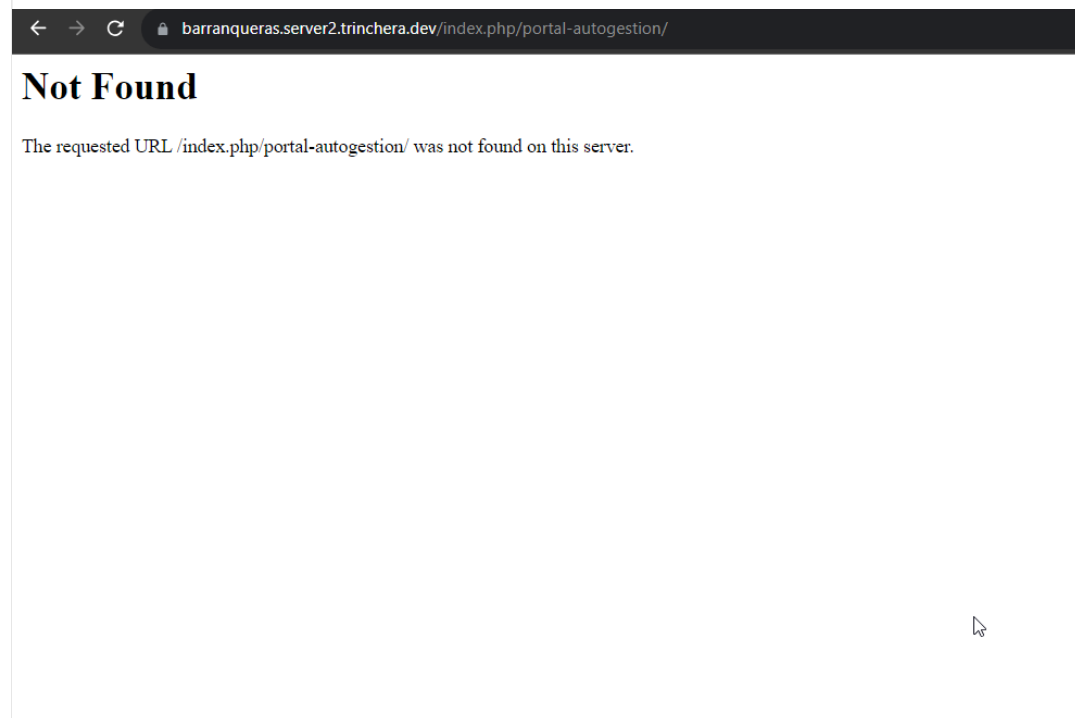 barranqueras.server2.trinchera.dev/index.php/portal-autogestion/
Not Found
The requested URL /index.php/portal-autogestion/ was not found on this server.